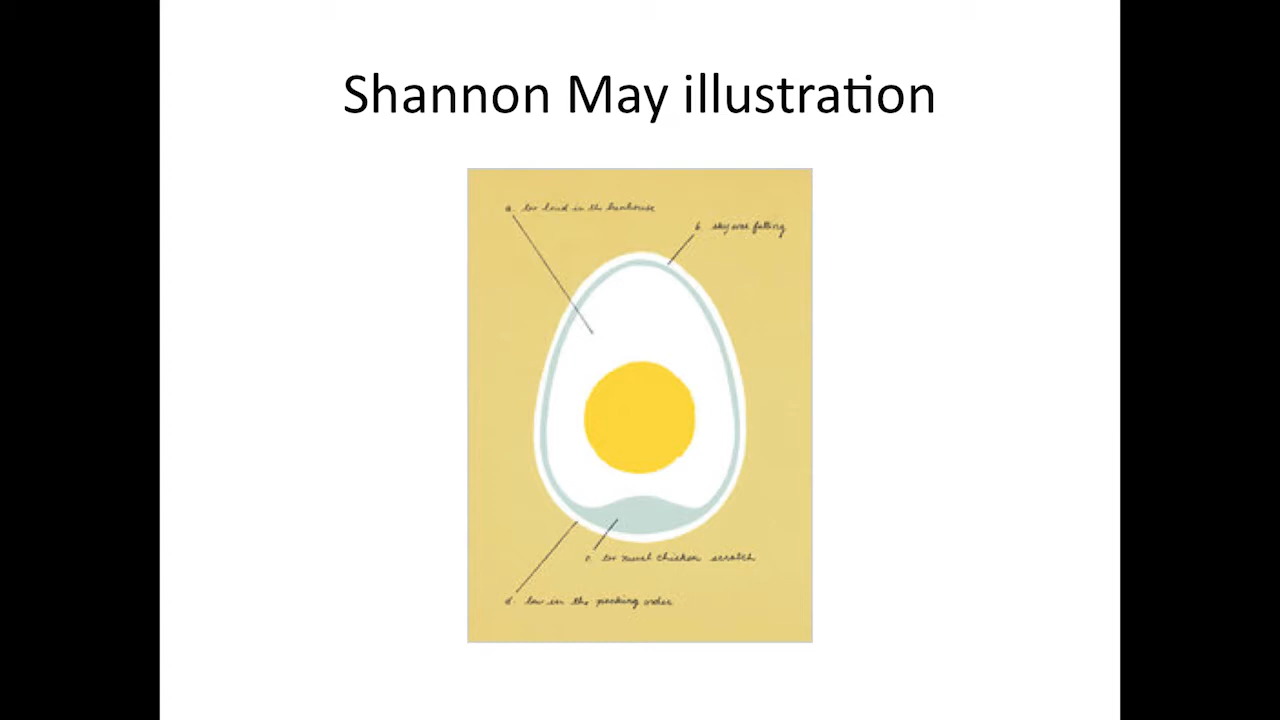 Shannon May illustration
a. too loud in the henhouse
b. sky was falling
c. too much chicken scratch
d. low in the pecking order